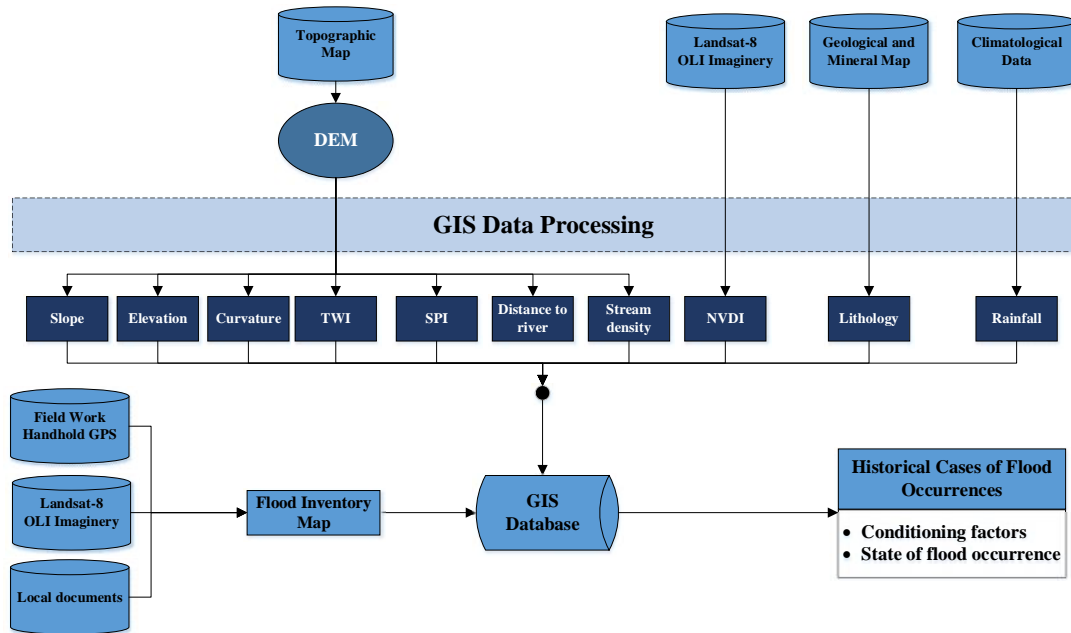 Topographic
Map
Landsat-8
OLI Imaginery
Geological and
Mineral Map
Climatological
Data
DEM
GIS Data Processing
Slope
Elevation
Curvature
TWI
SPI
Distance to
river
Stream
density
NVDI
Lithology
Rainfall
Field Work
Handhold GPS
Landsat-8
OLI Imaginery
Local documents
Flood Inventory
Map
GIS
Database
Historical Cases of Flood
Occurrences
• Conditioning factors
• State of flood occurrence